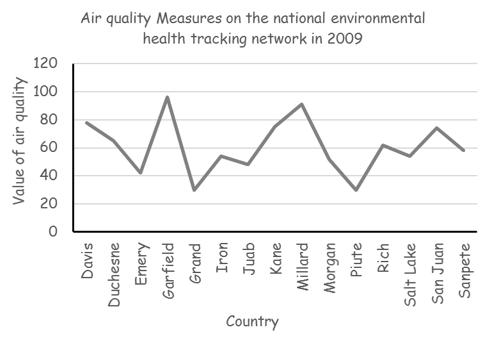 Air quality Measures on the national environmental
health tracking network in 2009
Value of air quality
120
100
80
60
40
20
0
Davis
Duchesne
Emery
Garfield
Grand
Iron
Juab
Kane
Millard
Morgan
Piute
Rich
Salt Lake
San Juan
Sanpete
Country